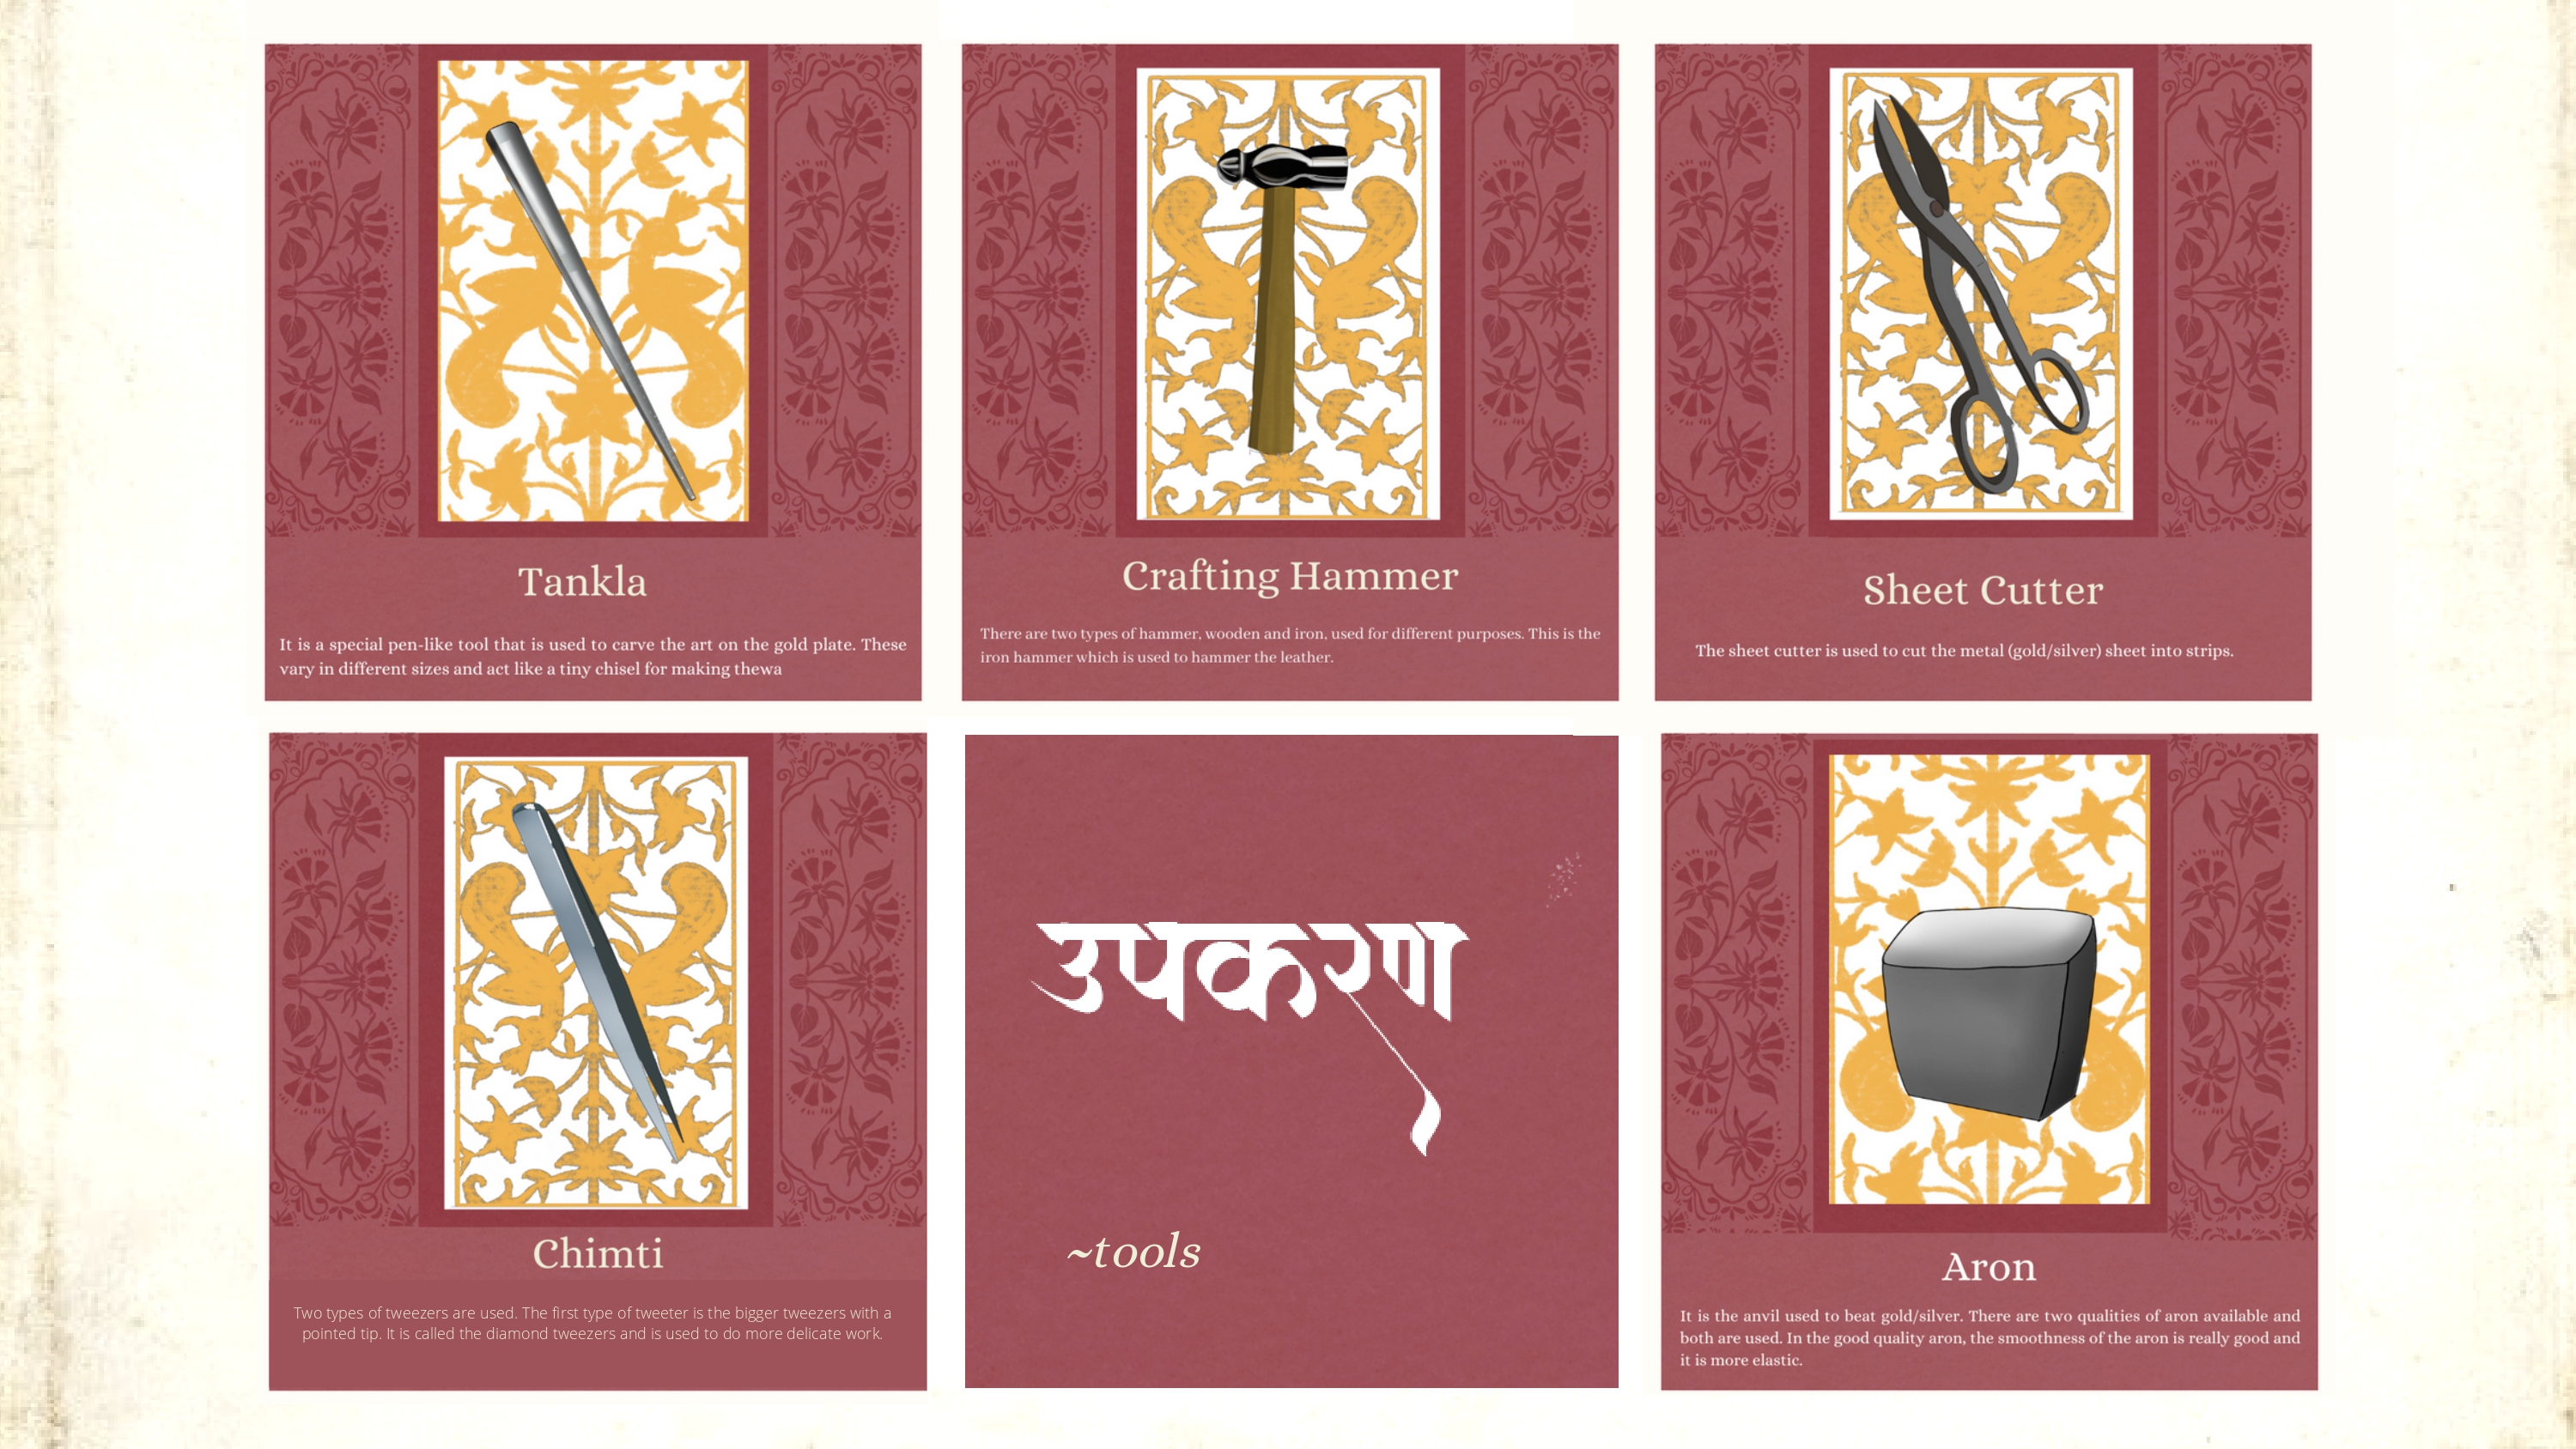 Tankla
It is a special pen-like tool that is used to carve the art on the gold plate. These
vary in different sizes and act like a tiny chisel for making thewa
Crafting Hammer
There are two types of hammer, wooden and iron, used for different purposes. This is the
iron hammer which is used to hammer the leather.
Sheet Cutter
The sheet cutter is used to cut the metal (gold/silver) sheet into strips.
Chimti
Two types of tweezers are used. The first type of tweeter is the bigger tweezers with a
pointed tip. It is called the diamond tweezers and is used to do more delicate work.
उपकरण
~tools
Aron
It is the anvil used to beat gold/silver. There are two qualities of aron available and
both are used. In the good quality aron, the smoothness of the aron is really good and
it is more elastic.